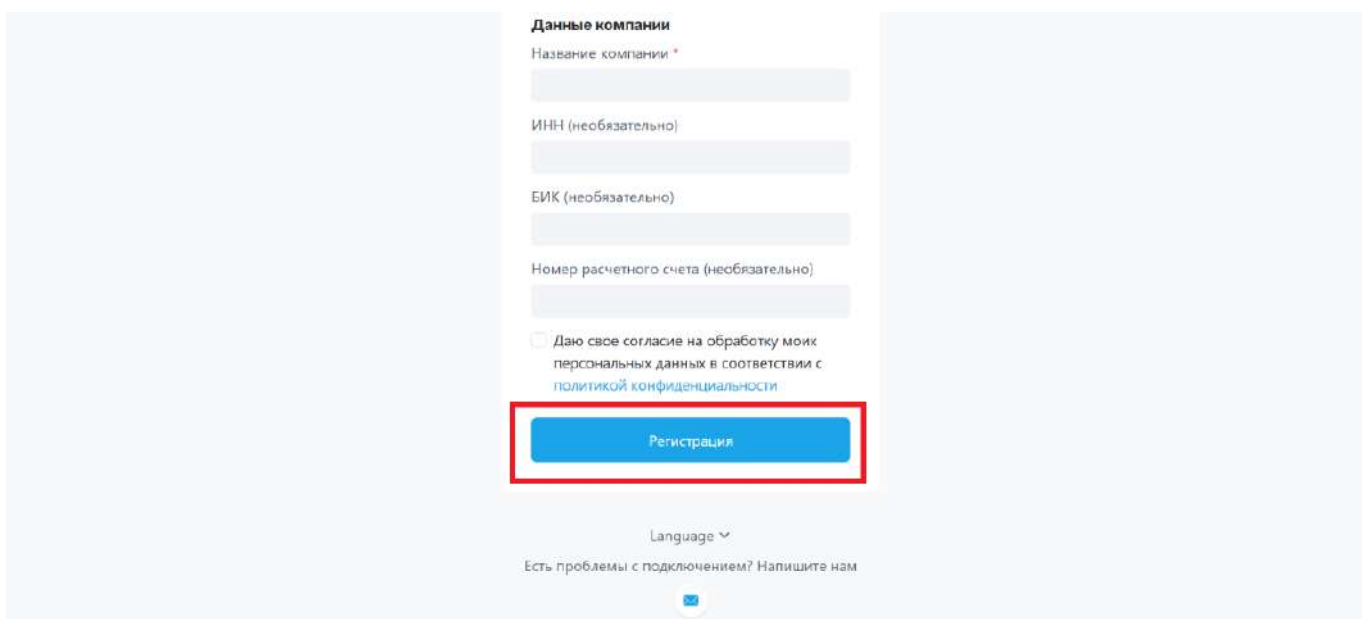 Данные компании
Название компании *
ИНН (необязательно)
БИК (необязательно)
Номер расчетного счета (необязательно)
Даю свое согласие на обработку моих
персональных данных в соответствии с
политикой конфиденциальности
Регистрация
Language
Есть проблемы с подключением? Напишите нам